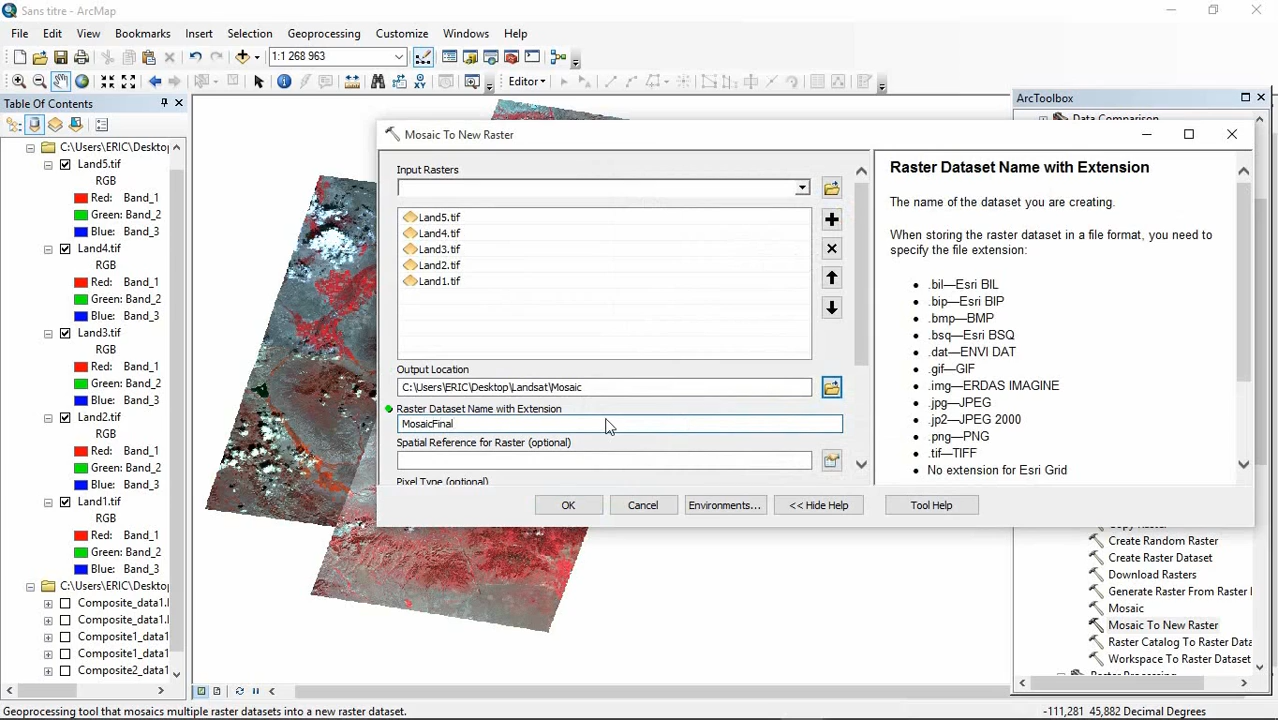 Sans titre - ArcMap
File Edit View Bookmarks Insert Selection Geoprocessing Customize Windows Help
1:1 268 963
Editor
Table Of Contents
C:\Users\ERIC\Desktop
Land5.tif
RGB
Red: Band_1
Green: Band_2
Blue: Band_3
Land4.tif
RGB
Red: Band_1
Green: Band_2
Blue: Band_3
Land3.tif
RGB
Red: Band_1
Green: Band_2
Blue: Band_3
Land2.tif
RGB
Red: Band_1
Green: Band_2
Blue: Band_3
Land1.tif
RGB
Red: Band_1
Green: Band_2
Blue: Band_3
C:\Users\ERIC\Desktop
Composite_data1.
Composite_data1.
Composite1_data1
Composite1_data1
Composite2_data1
Mosaic To New Raster
Input Rasters
Land5.tif
Land4.tif
Land3.tif
Land2.tif
Land1.tif
Output Location
C:\Users\ERIC\Desktop\Landsat\Mosaic
Raster Dataset Name with Extension
MosaicFinal
Spatial Reference for Raster (optional)
Pixel Type (optional)
OK Cancel Environments... << Hide Help Tool Help
Raster Dataset Name with Extension
The name of the dataset you are creating.
When storing the raster dataset in a file format, you need to
specify the file extension:
• .bil—Esri BIL
• .bip—Esri BIP
• .bmp—BMP
• .bsq—Esri BSQ
• .dat—ENVI DAT
• .gif—GIF
• .img—ERDAS IMAGINE
• .jpg—JPEG
• .jp2—JPEG 2000
• .png—PNG
• .tif—TIFF
• No extension for Esri Grid
ArcToolbox
Data Comparison
Copy Raster
Create Random Raster
Create Raster Dataset
Download Rasters
Generate Raster From Raster
Mosaic
Mosaic To New Raster
Raster Catalog To Raster Data
Workspace To Raster Dataset
Raster Processing
Geoprocessing tool that mosaics multiple raster datasets into a new raster dataset.
-111,281 45,882 Decimal Degrees